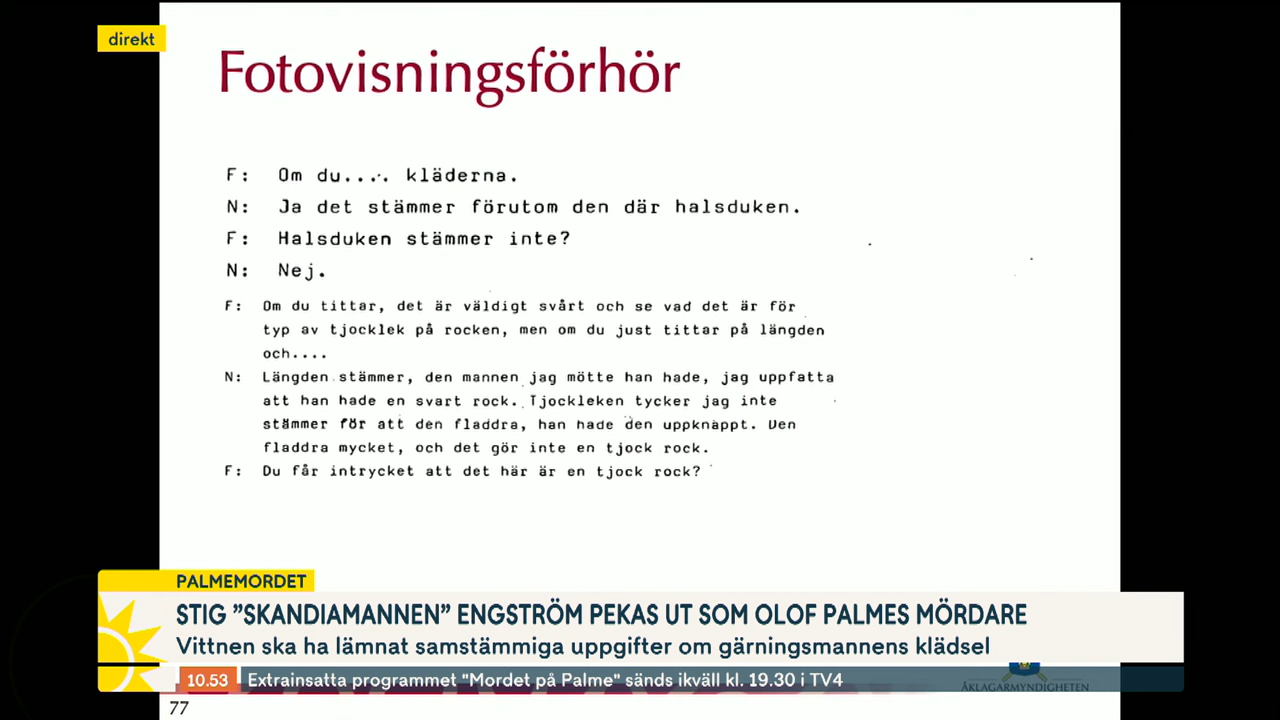 direkt
Fotovisningsförhör
F: Om du.... kläderna.
N: Ja det stämmer förutom den där halsduken.
F: Halsduken stämmer inte?
N: Nej.
F: Om du tittar, det är väldigt svårt och se vad det är för
typ av tjocklek på rocken, men om du just tittar på längden
och....
N: Längden stämmer, den mannen jag mötte han hade, jag uppfatta
att han hade en svart rock. Tjockleken tycker jag inte
stämmer för att den fladdra, han hade den uppknäppt. Den
fladdra mycket, och det gör inte en tjock rock.
F: Du får intrycket att det här är en tjock rock?
PALMEMORDET
STIG ”SKANDIAMANNEN” ENGSTRÖM PEKAS UT SOM OLOF PALMES MÖRDARE
Vittnen ska ha lämnat samstämmiga uppgifter om gärningsmannens klädsel
10.53 Extrainsatta programmet "Mordet på Palme" sänds ikväll kl. 19.30 i TV4
ÅKLAGARMYNDIGHETEN
77